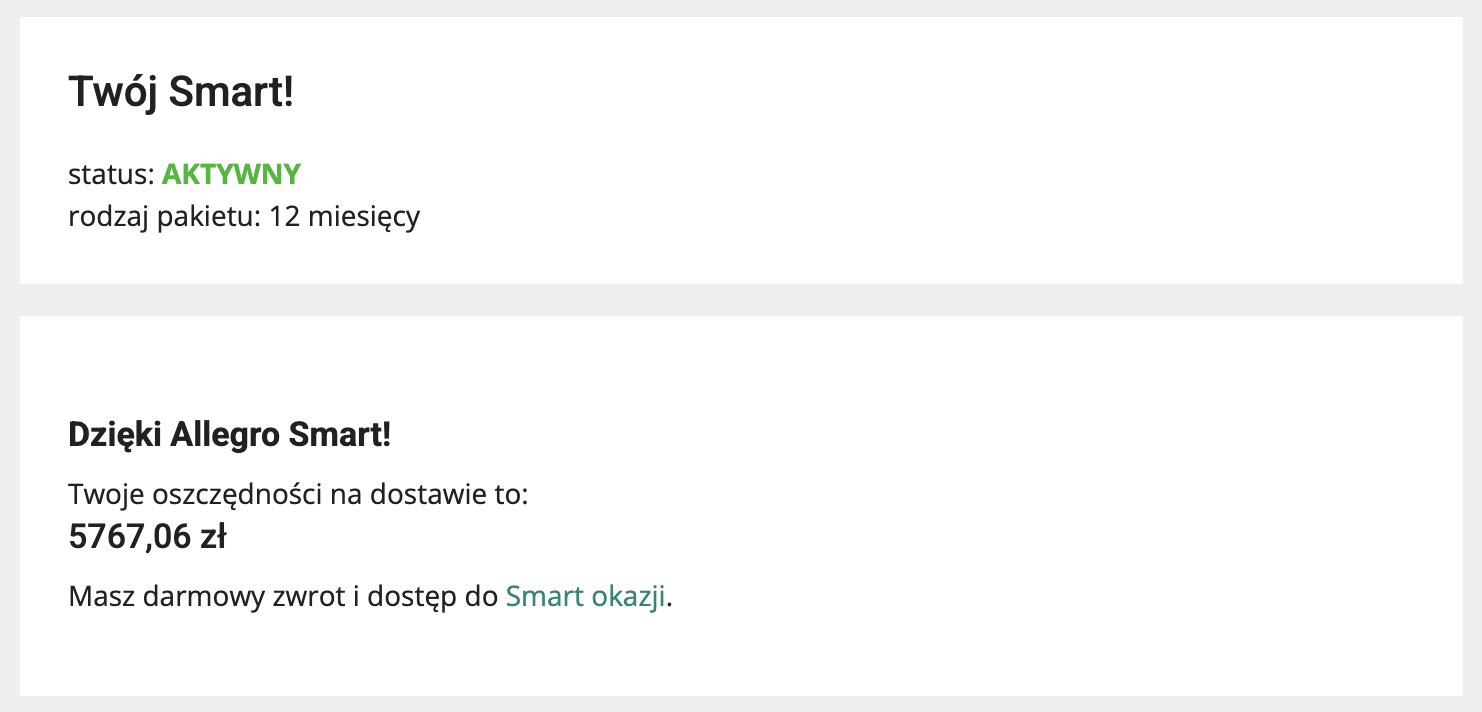 Twój Smart!
status: AKTYWNY
rodzaj pakietu: 12 miesięcy
Dzięki Allegro Smart!
Twoje oszczędności na dostawie to:
5767,06 zł
Masz darmowy zwrot i dostęp do Smart okazji.